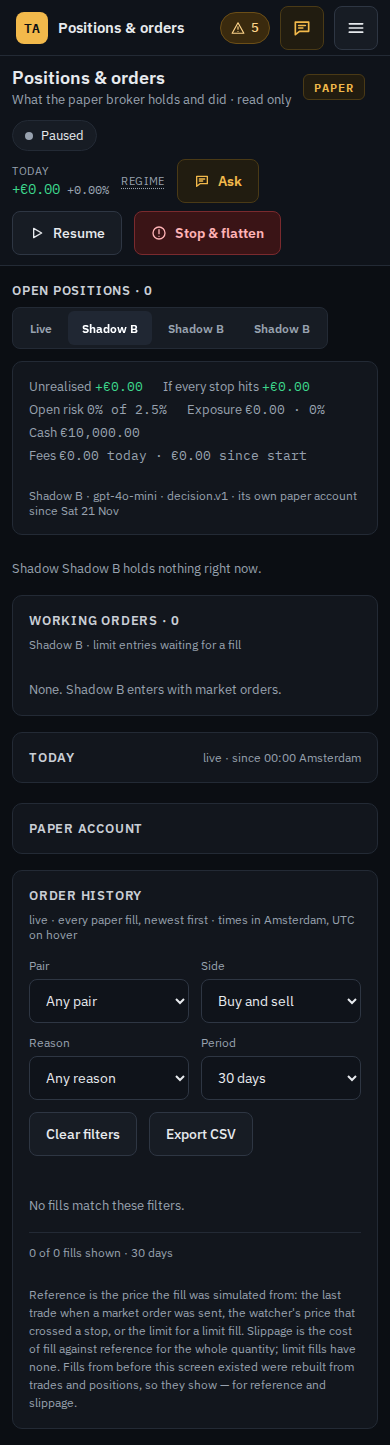 TA Positions & orders 5
Positions & orders
What the paper broker holds and did · read only
PAPER
Paused
TODAY
+€0.00 +0.00%
REGIME
Ask
Resume
Stop & flatten
OPEN POSITIONS · 0
Live Shadow B Shadow B Shadow B
Unrealised +€0.00 If every stop hits +€0.00
Open risk 0% of 2.5% Exposure €0.00 · 0%
Cash €10,000.00
Fees €0.00 today · €0.00 since start
Shadow B · gpt-4o-mini · decision.v1 · its own paper account
since Sat 21 Nov
Shadow Shadow B holds nothing right now.
WORKING ORDERS · 0
Shadow B · limit entries waiting for a fill
None. Shadow B enters with market orders.
TODAY live · since 00:00 Amsterdam
PAPER ACCOUNT
ORDER HISTORY
live · every paper fill, newest first · times in Amsterdam, UTC
on hover
Pair Side
Any pair Buy and sell
Reason Period
Any reason 30 days
Clear filters Export CSV
No fills match these filters.
0 of 0 fills shown · 30 days
Reference is the price the fill was simulated from: the last
trade when a market order was sent, the watcher's price that
crossed a stop, or the limit for a limit fill. Slippage is the cost
of fill against reference for the whole quantity; limit fills have
none. Fills from before this screen existed were rebuilt from
trades and positions, so they show — for reference and
slippage.